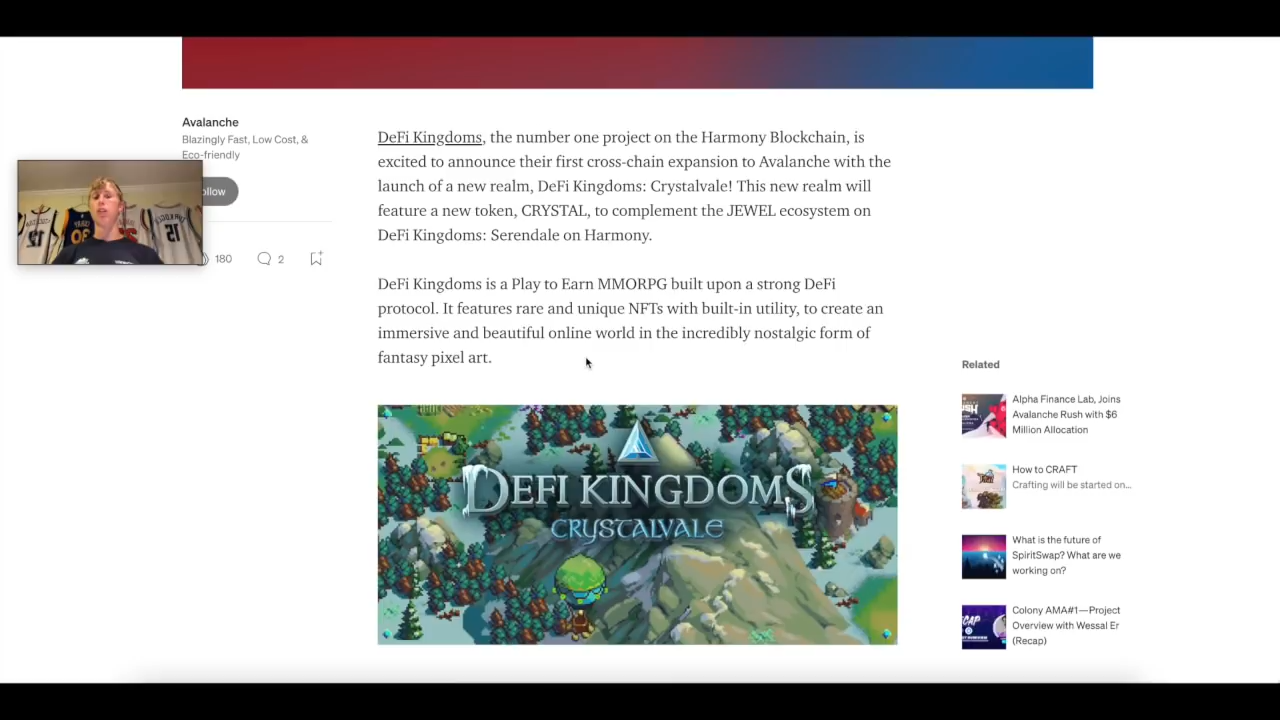 Avalanche
Blazingly Fast, Low Cost, &
Eco-friendly
ollow
180
2
DeFi Kingdoms, the number one project on the Harmony Blockchain, is
excited to announce their first cross-chain expansion to Avalanche with the
launch of a new realm, DeFi Kingdoms: Crystalvale! This new realm will
feature a new token, CRYSTAL, to complement the JEWEL ecosystem on
DeFi Kingdoms: Serendale on Harmony.
DeFi Kingdoms is a Play to Earn MMORPG built upon a strong DeFi
protocol. It features rare and unique NFTs with built-in utility, to create an
immersive and beautiful online world in the incredibly nostalgic form of
fantasy pixel art.
DEFI KINGDOMS
CRYSTALVALE
Related
Alpha Finance Lab, Joins
Avalanche Rush with $6
Million Allocation
How to CRAFT
Crafting will be started on...
What is the future of
SpiritSwap? What are we
working on?
Colony AMA#1—Project
Overview with Wessal Er
(Recap)